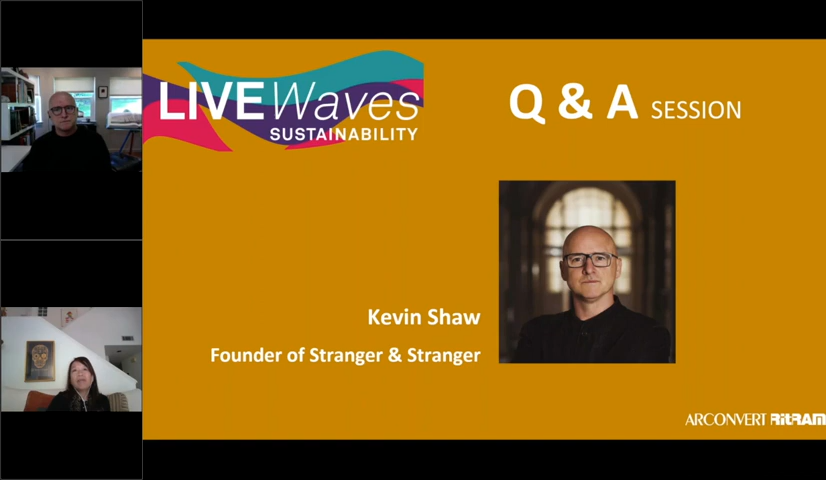 LIVEWaves
SUSTAINABILITY
Q & A SESSION
Kevin Shaw
Founder of Stranger & Stranger
ARCONVERT RitRAMA